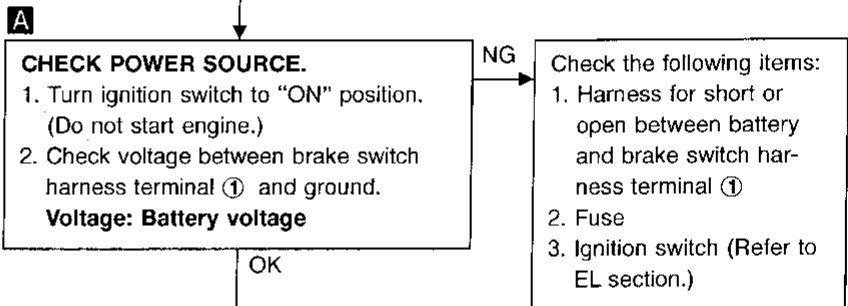 A
CHECK POWER SOURCE.
1. Turn ignition switch to "ON" position.
(Do not start engine.)
2. Check voltage between brake switch
harness terminal ① and ground.
Voltage: Battery voltage
OK
NG
Check the following items:
1. Harness for short or
open between battery
and brake switch har-
ness terminal ①
2. Fuse
3. Ignition switch (Refer to
EL section.)